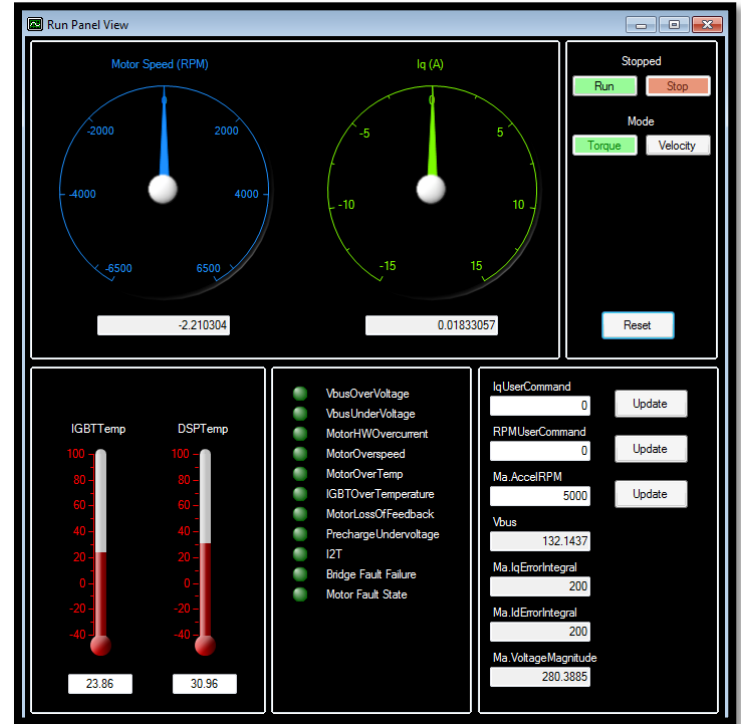 Run Panel View
Motor Speed (RPM)
0
-2000
2000
-4000
4000
-6500
6500
-2.210304
Iq (A)
0
-5
5
-10
10
-15
15
0.01833057
Stopped
Run Stop
Mode
Torque Velocity
Reset
IGBTTemp
100
80
60
40
20
0
-20
-40
23.86
DSPTemp
100
80
60
40
20
0
-20
-40
30.96
VbusOverVoltage
VbusUnderVoltage
MotorHWOvercurrent
MotorOverspeed
MotorOverTemp
IGBTOverTemperature
MotorLossOfFeedback
PrechargeUndervoltage
I2T
Bridge Fault Failure
Motor Fault State
IqUserCommand
0 Update
RPMUserCommand
0 Update
Ma.AccelRPM
5000 Update
Vbus
132.1437
Ma.IqErrorIntegral
200
Ma.IdErrorIntegral
200
Ma.VoltageMagnitude
280.3885